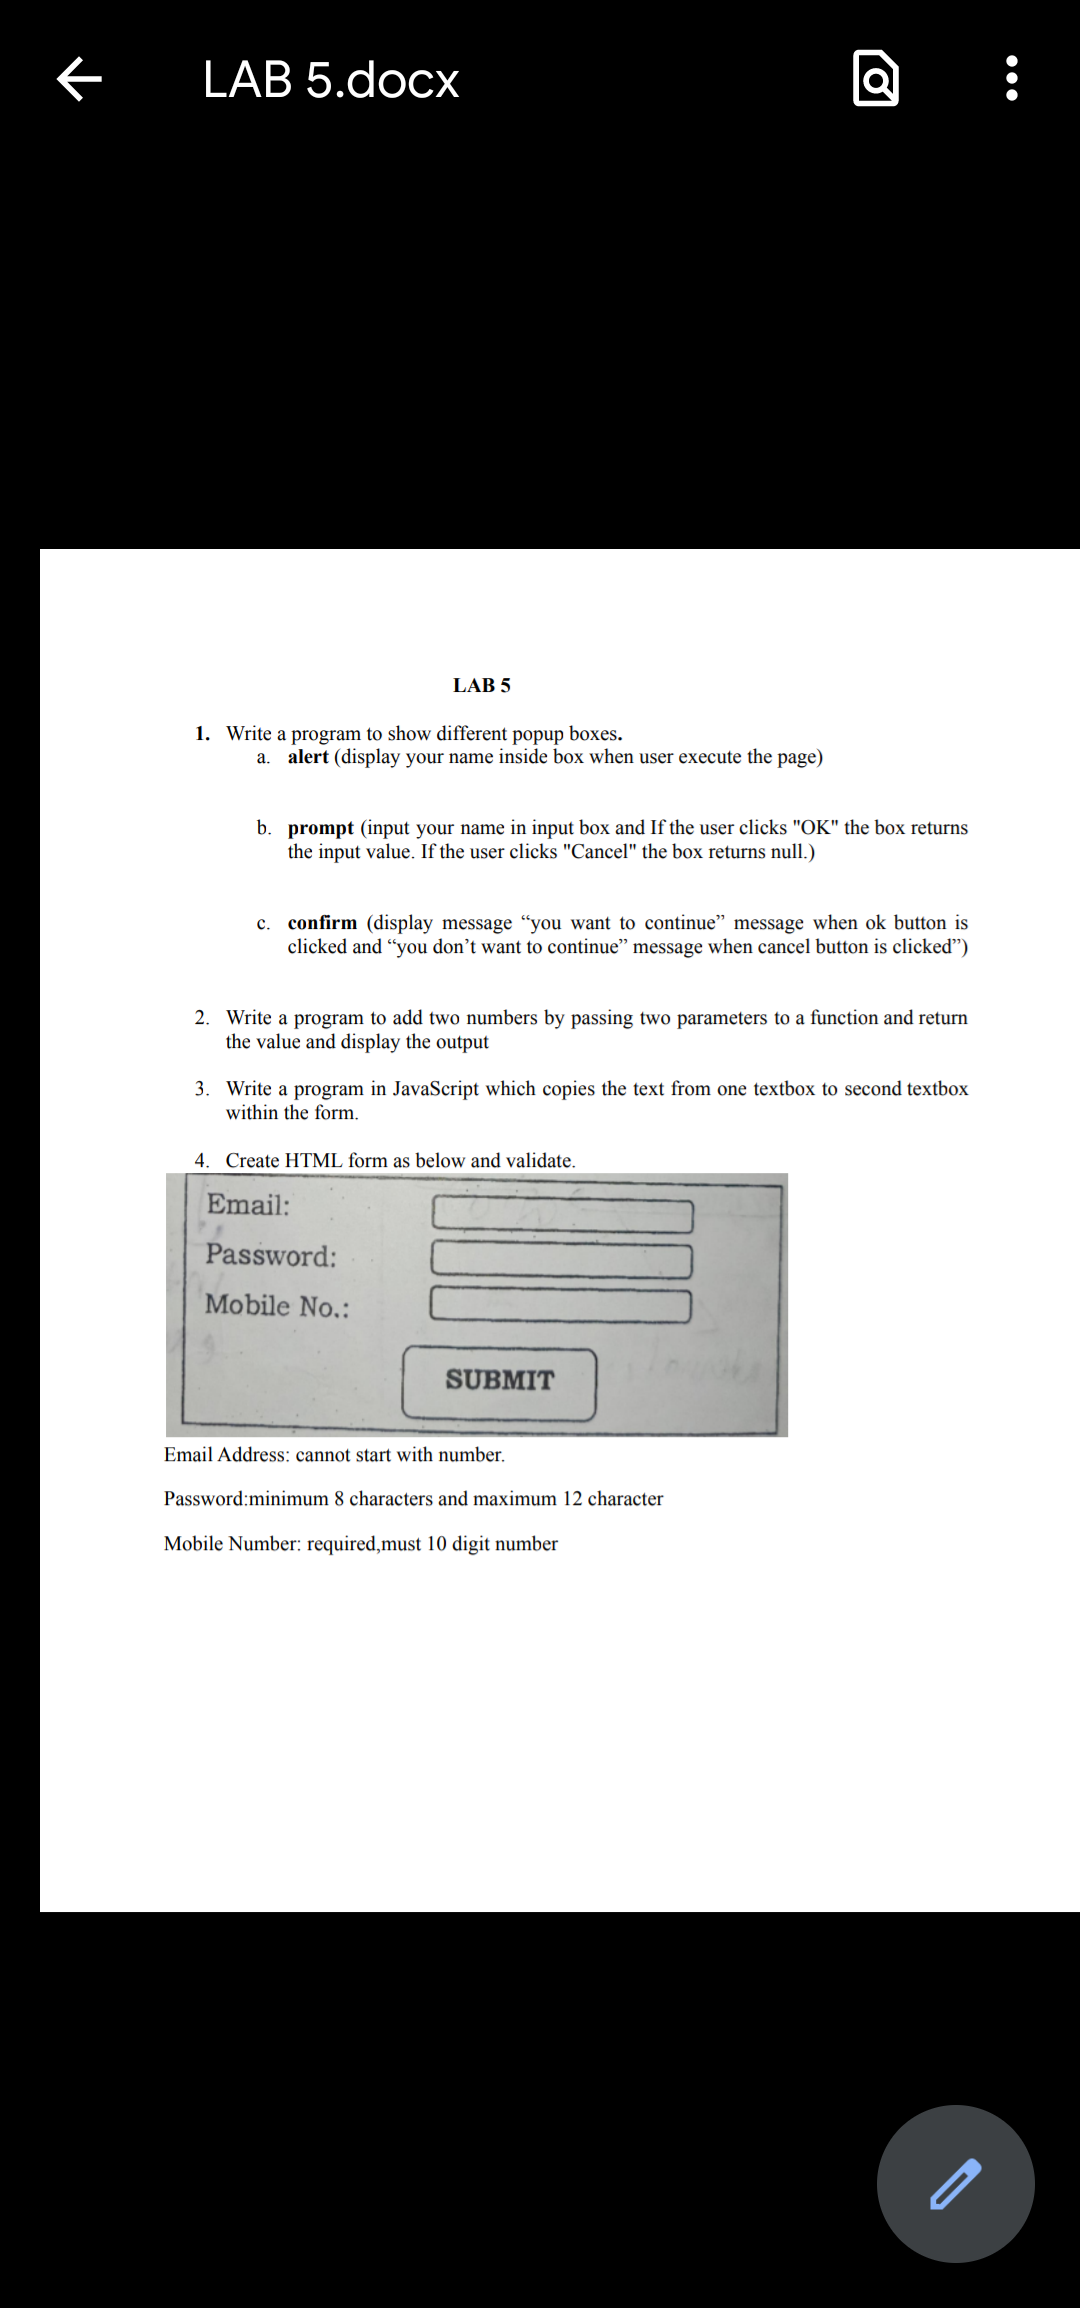 LAB 5.docx
LAB 5
1. Write a program to show different popup boxes.
a. alert (display your name inside box when user execute the page)
b. prompt (input your name in input box and If the user clicks "OK" the box returns
the input value. If the user clicks "Cancel" the box returns null.)
c. confirm (display message “you want to continue” message when ok button is
clicked and “you don’t want to continue” message when cancel button is clicked”)
2. Write a program to add two numbers by passing two parameters to a function and return
the value and display the output
3. Write a program in JavaScript which copies the text from one textbox to second textbox
within the form.
4. Create HTML form as below and validate.
Email:
Password:
Mobile No.:
SUBMIT
Email Address: cannot start with number.
Password:minimum 8 characters and maximum 12 character
Mobile Number: required,must 10 digit number